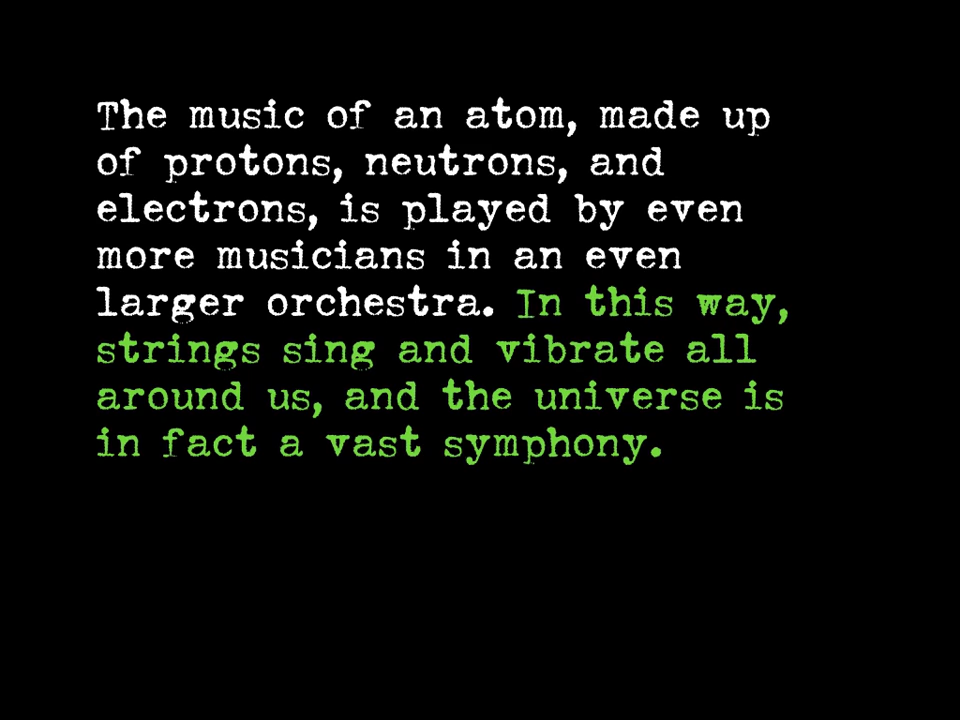 The music of an atom, made up
of protons, neutrons, and
electrons, is played by even
more musicians in an even
larger orchestra. In this way,
strings sing and vibrate all
around us, and the universe is
in fact a vast symphony.